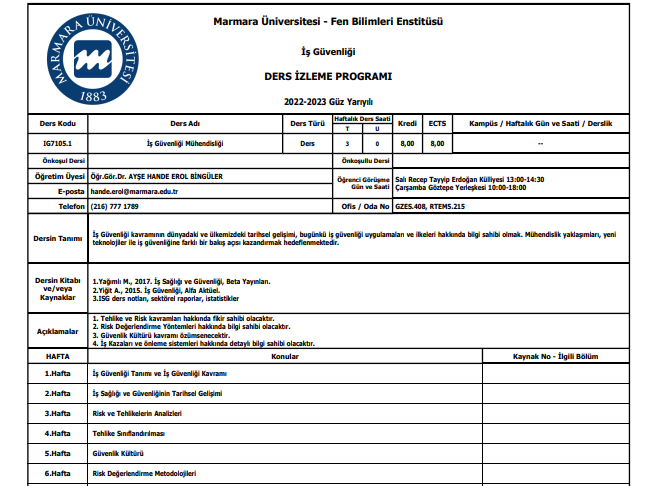 MARMARA ÜNİVERSİTESİ
1883
Marmara Üniversitesi - Fen Bilimleri Enstitüsü
İş Güvenliği
DERS İZLEME PROGRAMI
2022-2023 Güz Yarıyılı
Ders Kodu Ders Adı Ders Türü Haftalık Ders Saati Kredi ECTS Kampüs / Haftalık Gün ve Saati / Derslik
T U
IG7105.1 İş Güvenliği Mühendisliği Ders 3 0 8,00 8,00 --
Önkoşul Dersi Önkoşullu Dersi
Öğretim Üyesi Öğr.Gör.Dr. AYŞE HANDE EROL BİNGÜLER
E-posta hande.erol@marmara.edu.tr
Öğrenci Görüşme Gün ve Saati
Salı Recep Tayyip Erdoğan Külliyesi 13:00-14:30
Çarşamba Göztepe Yerleşkesi 10:00-18:00
Telefon (216) 777 1789 Ofis / Oda No GZES.408, RTEM5.215
Dersin Tanımı
İş Güvenliği kavramının dünyadaki ve ülkemizdeki tarihsel gelişimi, bugünkü iş güvenliği uygulamaları ve ilkeleri hakkında bilgi sahibi olmak. Mühendislik yaklaşımları, yeni
teknolojiler ile iş güvenliğine farklı bir bakış açısı kazandırmak hedeflenmektedir.
Dersin Kitabı
ve/veya
Kaynaklar
1.Yağımlı M., 2017. İş Sağlığı ve Güvenliği, Beta Yayınları.
2.Yiğit A., 2015. İş Güvenliği, Alfa Aktüel.
3.ISG ders notları, sektörel raporlar, istatistikler
Açıklamalar
1. Tehlike ve Risk kavramları hakkında fikir sahibi olacaktır.
2. Risk Değerlendirme Yöntemleri hakkında bilgi sahibi olacaktır.
3. Güvenlik Kültürü kavramı özümsenecektir.
4. İş Kazaları ve önleme sistemleri hakkında detaylı bilgi sahibi olacaktır.
HAFTA Konular Kaynak No - İlgili Bölüm
1.Hafta İş Güvenliği Tanımı ve İş Güvenliği Kavramı
2.Hafta İş Sağlığı ve Güvenliğinin Tarihsel Gelişimi
3.Hafta Risk ve Tehlikelerin Analizleri
4.Hafta Tehlike Sınıflandırılması
5.Hafta Güvenlik Kültürü
6.Hafta Risk Değerlendirme Metodolojileri